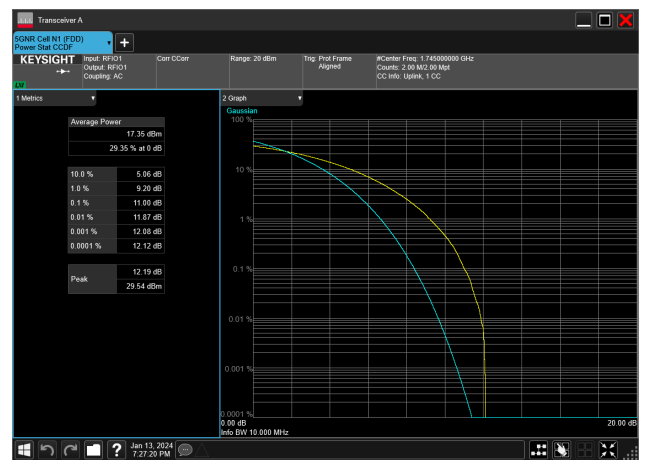 Transceiver A
5GNR Cell N1 (FDD)
Power Stat CCDF
KEYSIGHT
Input: RFIO1
Output: RFIO1
Coupling: AC
Corr CCorr
Range: 20 dBm
Trig: Prot Frame
Aligned
#Center Freq: 1.745000000 GHz
Counts: 2.00 M/2.00 Mpt
CC Info: Uplink, 1 CC
1 Metrics
Average Power
17.35 dBm
29.35 % at 0 dB
10.0 % 5.06 dB
1.0 % 9.20 dB
0.1 % 11.00 dB
0.01 % 11.87 dB
0.001 % 12.08 dB
0.0001 % 12.12 dB
Peak 12.19 dB
29.54 dBm
2 Graph
Gaussian
100 %
10 %
1 %
0.1 %
0.01 %
0.001 %
0.0001 %
0.00 dB 20.00 dB
Info BW 10.000 MHz
Jan 13, 2024
7:27:20 PM